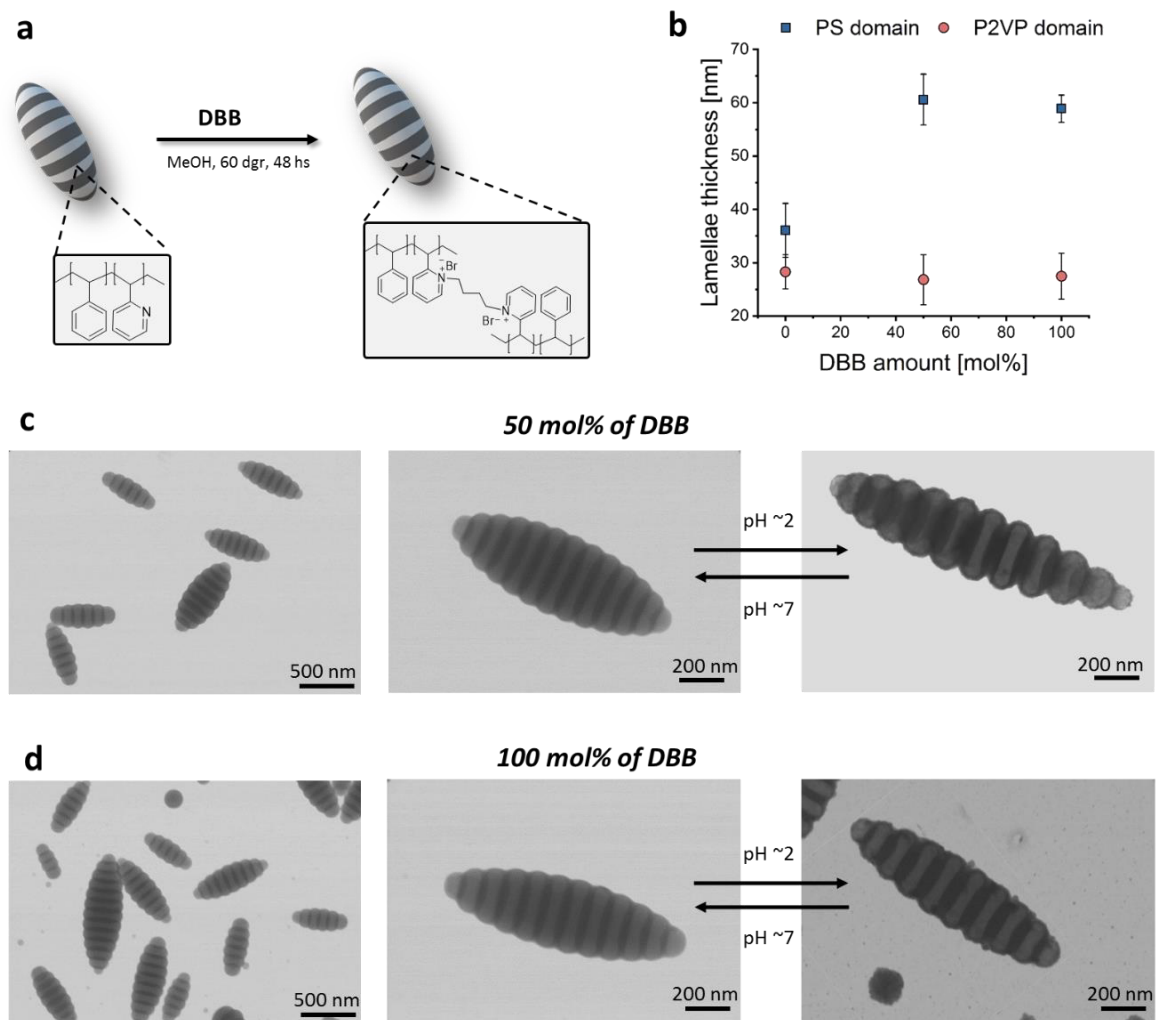 a
DBB
MeOH, 60 dgr, 48 hs
N
−Br
+
N
N
Br− +
b
PS domain P2VP domain
Lamellae thickness [nm]
70
60
50
40
30
20
0 20 40 60 80 100
DBB amount [mol%]
c
50 mol% of DBB
500 nm
200 nm
pH ~2
pH ~7
200 nm
d
100 mol% of DBB
500 nm
200 nm
pH ~2
pH ~7
200 nm